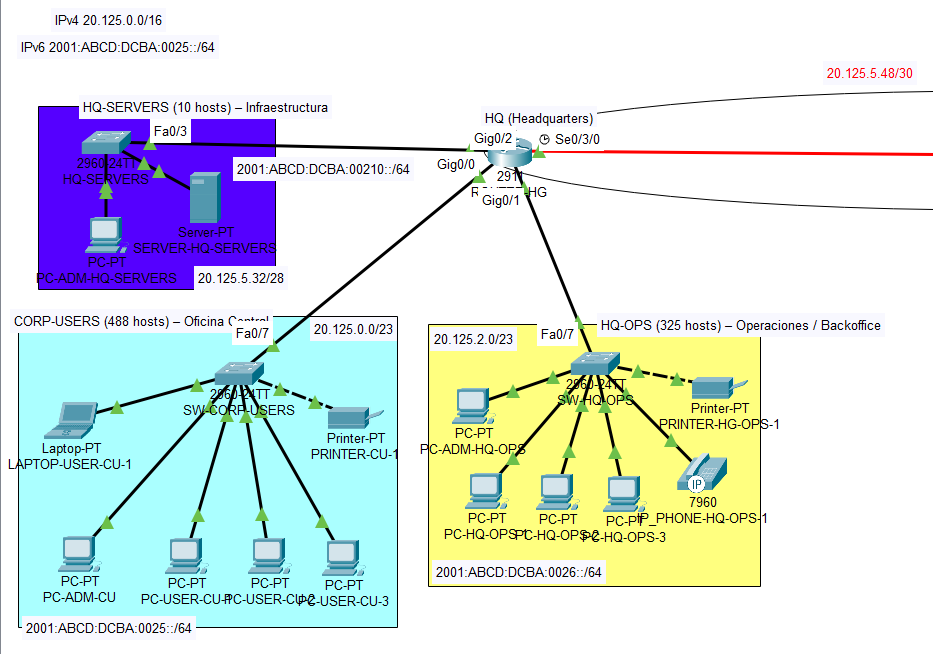 IPv4 20.125.0.0/16
IPv6 2001:ABCD:DCBA:0025::/64
20.125.5.48/30
HQ-SERVERS (10 hosts) – Infraestructura
Fa0/3
2960-24TT
HQ-SERVERS
2001:ABCD:DCBA:00210::/64
Server-PT
SERVER-HQ-SERVERS
PC-PT
PC-ADM-HQ-SERVERS
20.125.5.32/28
HQ (Headquarters)
Gig0/2
Se0/3/0
Gig0/0
2911
HG
Gig0/1
CORP-USERS (488 hosts) – Oficina Central
Fa0/7
20.125.0.0/23
2960-24TT
SW-CORP-USERS
Laptop-PT
LAPTOP-USER-CU-1
Printer-PT
PRINTER-CU-1
PC-PT
PC-ADM-CU
PC-PT
PC-USER-CU-1
PC-PT
PC-USER-CU-2
PC-PT
PC-USER-CU-3
2001:ABCD:DCBA:0025::/64
HQ-OPS (325 hosts) – Operaciones / Backoffice
Fa0/7
20.125.2.0/23
2960-24TT
SW-HQ-OPS
Printer-PT
PRINTER-HG-OPS-1
PC-PT
PC-ADM-HQ-OPS
PC-PT
PC-HQ-OPS-1
PC-PT
PC-HQ-OPS-2
PC-PT
PC-HQ-OPS-3
IP
7960
IP_PHONE-HQ-OPS-1
2001:ABCD:DCBA:0026::/64